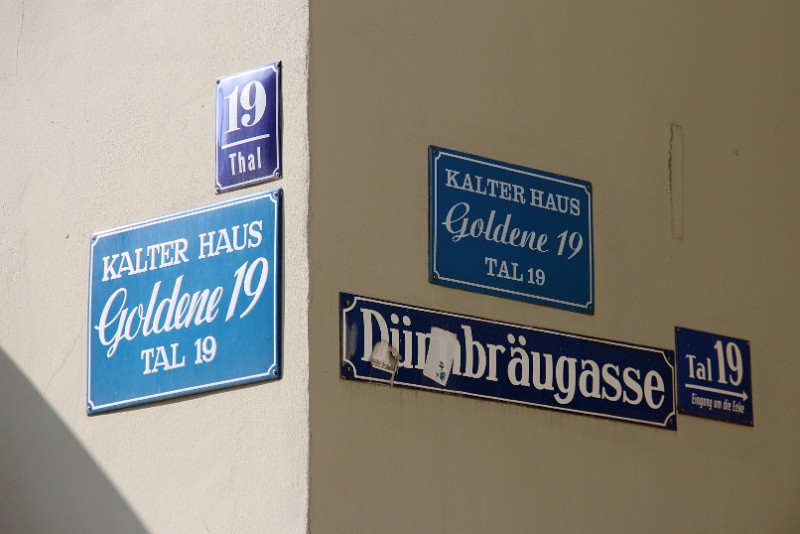 19
Thal
KALTER HAUS
Goldene 19
TAL 19
KALTER HAUS
Goldene 19
TAL 19
Dürnbräugasse
Tal 19
Eingang um die Ecke